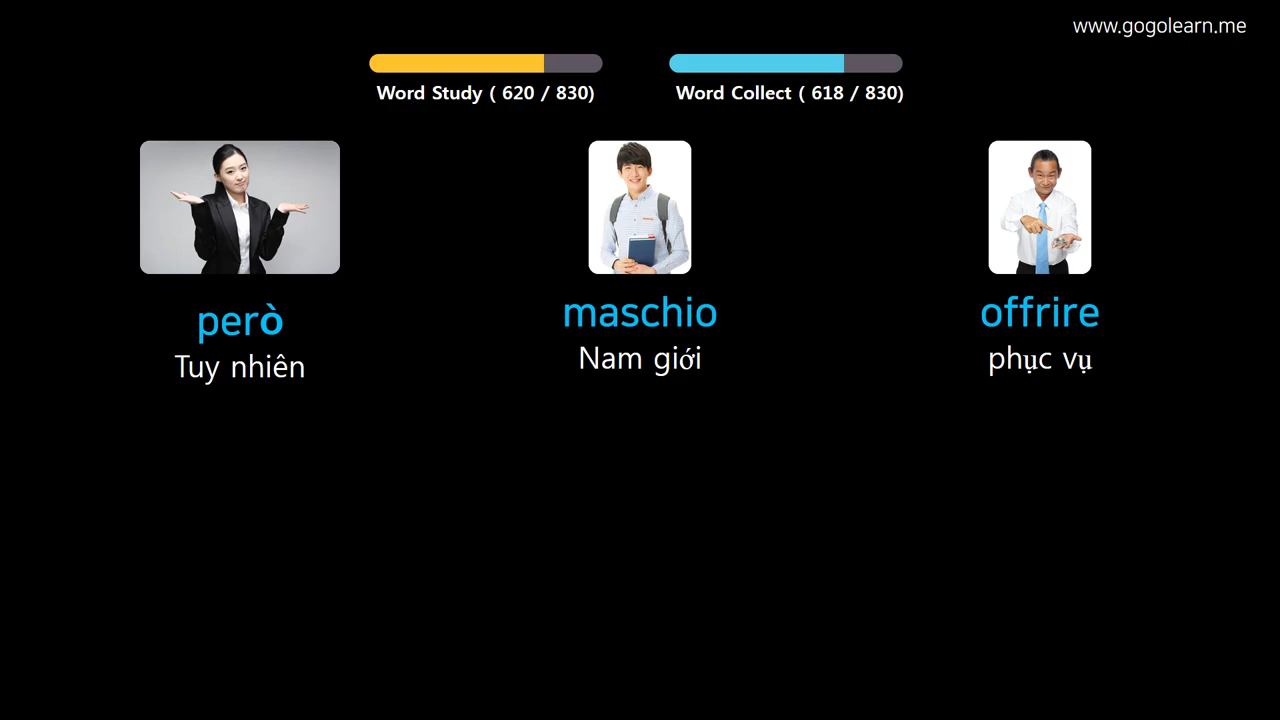 www.gogolearn.me
Word Study ( 620 / 830)
Word Collect ( 618 / 830)
però
maschio
offrire
Tuy nhiên
Nam giới
phục vụ